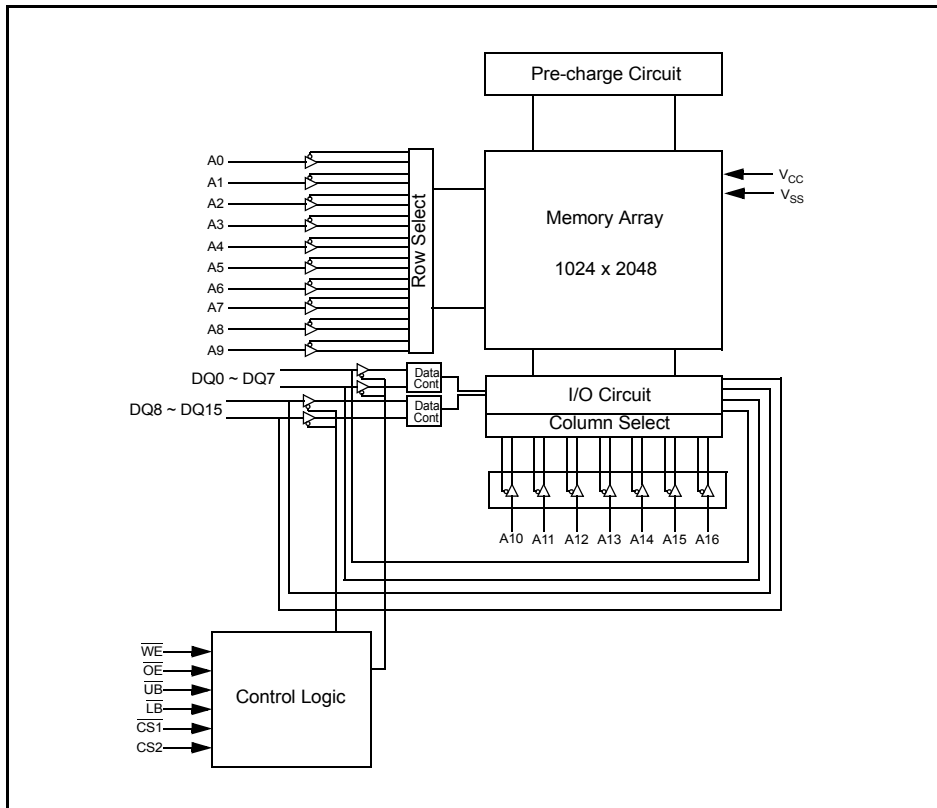 Pre-charge Circuit
A0
A1
A2
A3
A4
A5
A6
A7
A8
A9
Row Select
Memory Array
1024 x 2048
VCC
VSS
DQ0 ~ DQ7
DQ8 ~ DQ15
Data
Cont
Data
Cont
I/O Circuit
Column Select
A10 A11 A12 A13 A14 A15 A16
WE
OE
UB
LB
CS1
CS2
Control Logic